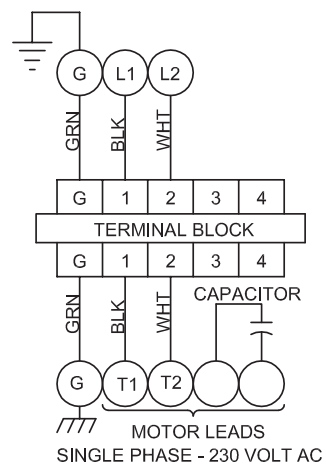 G L1 L2
GRN BLK WHT
G 1 2 3 4
TERMINAL BLOCK
G 1 2 3 4
CAPACITOR
GRN BLK WHT
G T1 T2
MOTOR LEADS
SINGLE PHASE - 230 VOLT AC